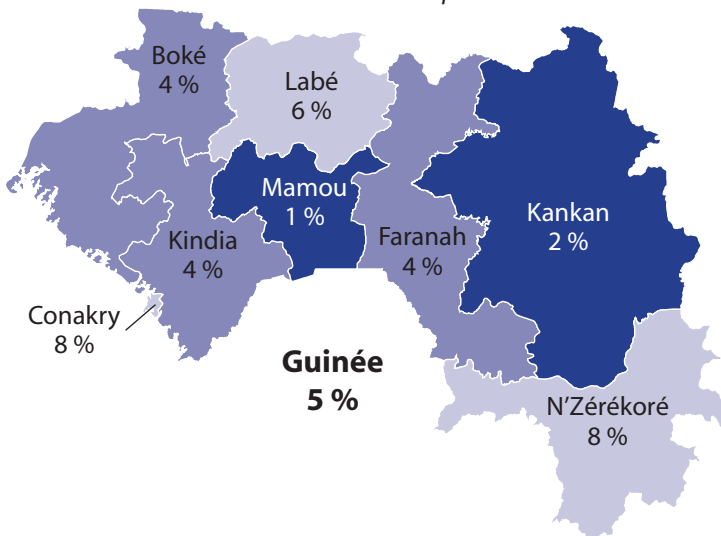 Boké
4 %
Labé
6 %
Mamou
1 %
Kankan
2 %
Kindia
4 %
Faranah
4 %
Conakry
8 %
Guinée
5 %
N'Zérékoré
8 %